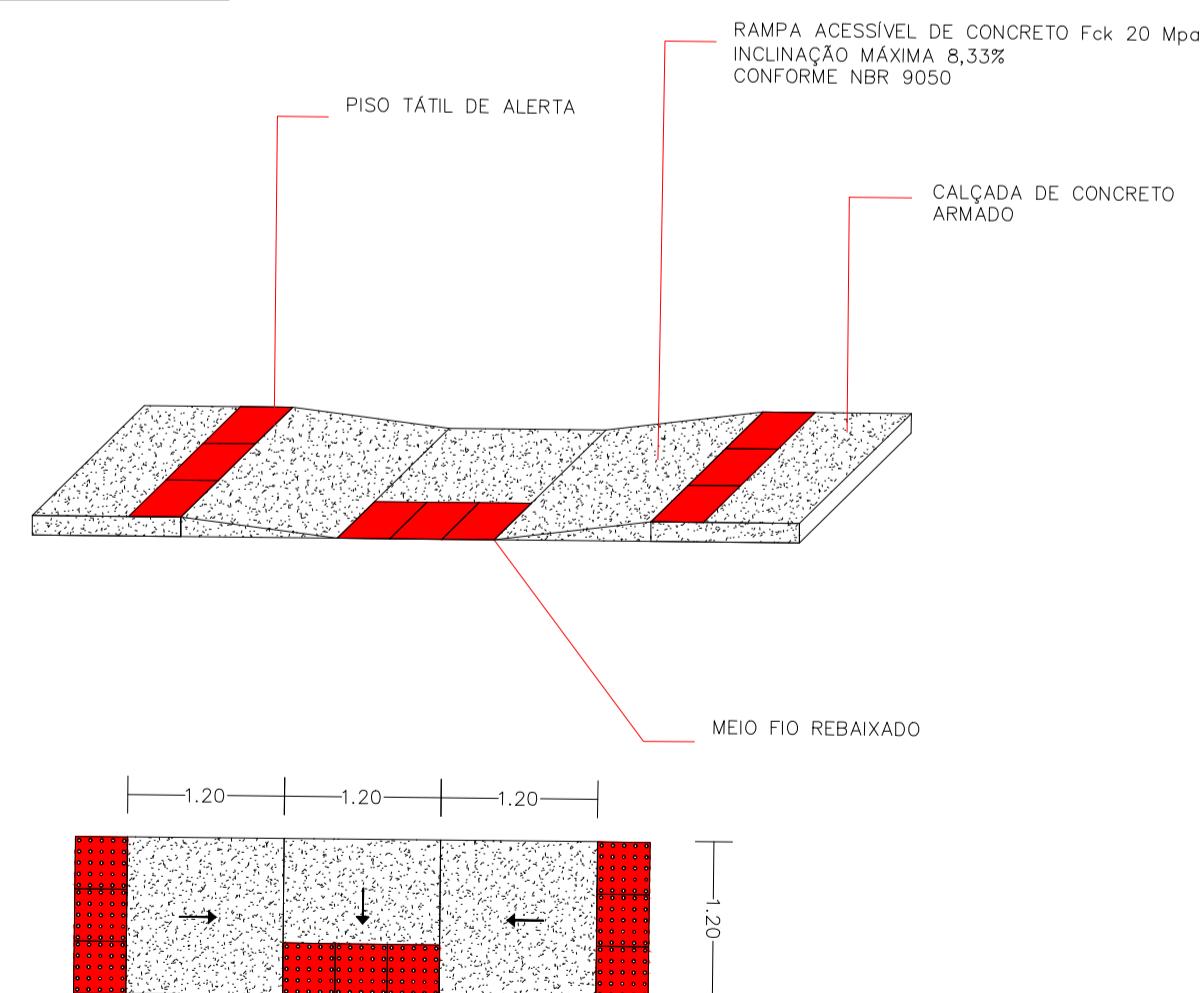 RAMPA ACESSÍVEL DE CONCRETO Fck 20 Mpa
INCLINAÇÃO MÁXIMA 8,33%
CONFORME NBR 9050
PISO TÁTIL DE ALERTA
CALÇADA DE CONCRETO
ARMADO
MEIO FIO REBAIXADO
1.20
1.20
1.20
1.20